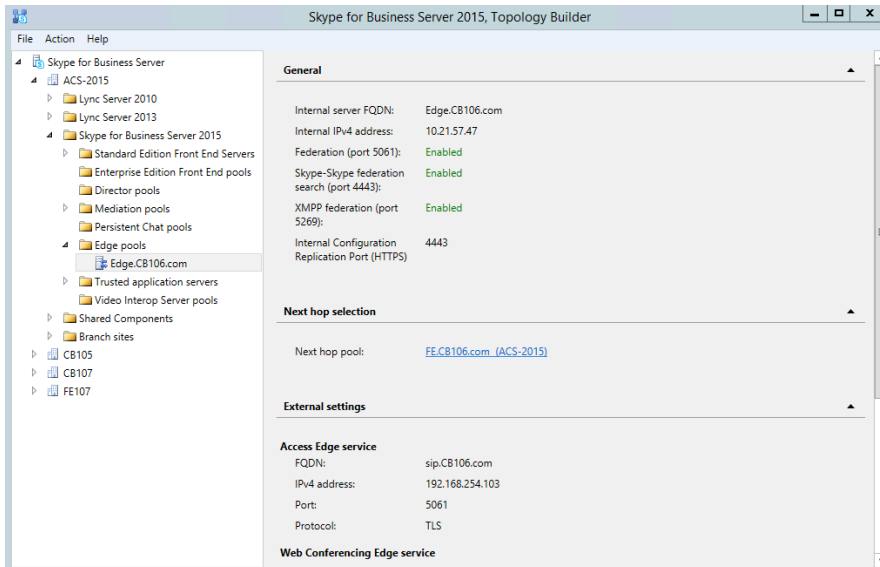 Skype for Business Server 2015, Topology Builder
File Action Help
Skype for Business Server
ACS-2015
Lync Server 2010
Lync Server 2013
Skype for Business Server 2015
Standard Edition Front End Servers
Enterprise Edition Front End pools
Director pools
Mediation pools
Persistent Chat pools
Edge pools
Edge.CB106.com
Trusted application servers
Video Interop Server pools
Shared Components
Branch sites
CB105
CB107
FE107
General
Internal server FQDN: Edge.CB106.com
Internal IPv4 address: 10.21.57.47
Federation (port 5061): Enabled
Skype-Skype federation Enabled
search (port 4443):
XMPP federation (port Enabled
5269):
Internal Configuration 4443
Replication Port (HTTPS)
Next hop selection
Next hop pool: FE.CB106.com (ACS-2015)
External settings
Access Edge service
FQDN: sip.CB106.com
IPv4 address: 192.168.254.103
Port: 5061
Protocol: TLS
Web Conferencing Edge service